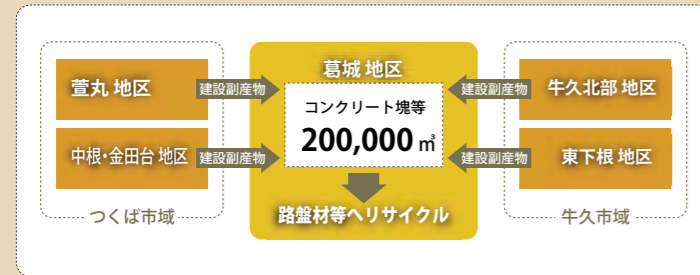 萱丸 地区
建設副産物
中根・金田台 地区
建設副産物
つくば市域
葛城 地区
コンクリート塊等
200,000 ㎥
路盤材等へリサイクル
建設副産物
牛久北部 地区
建設副産物
東下根 地区
牛久市域